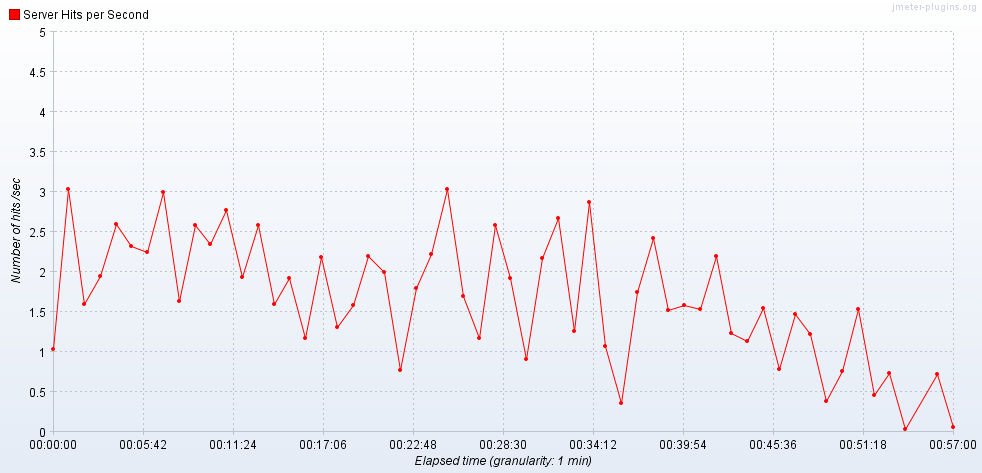 Server Hits per Second
jmeter-plugins.org
5
4.5
4
3.5
3
2.5
2
1.5
1
0.5
0
Number of hits /sec
00:00:00 00:05:42 00:11:24 00:17:06 00:22:48 00:28:30 00:34:12 00:39:54 00:45:36 00:51:18 00:57:00
Elapsed time (granularity: 1 min)